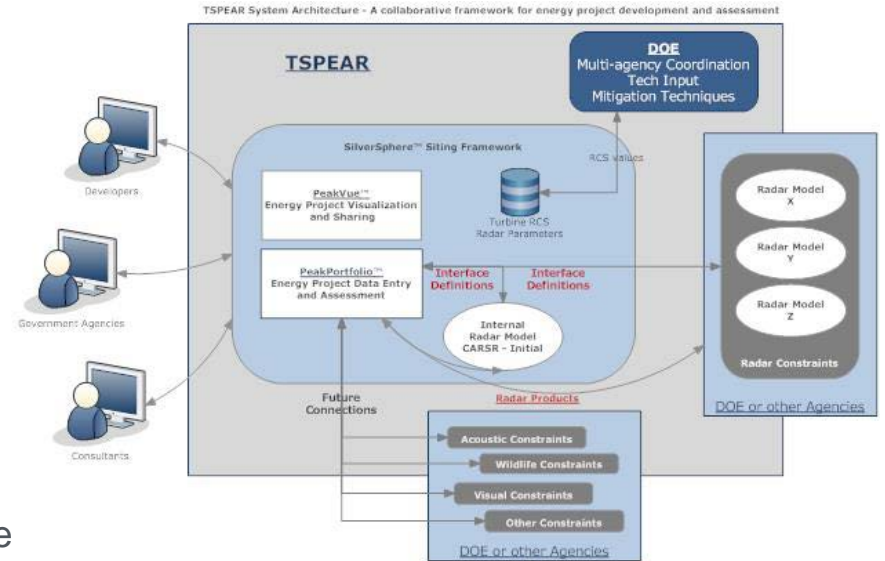 TSPEAR System Architecture - A collaborative framework for energy project development and assessment
TSPEAR
DOE
Multi-agency Coordination
Tech Input
Mitigation Techniques
SilverSphere™ Siting Framework
RCS values
PeakVue™
Energy Project Visualization
and Sharing
Turbine RCS
Radar Parameters
PeakPortfolio™
Energy Project Data Entry
and Assessment
Interface
Definitions
Interface
Definitions
Internal
Radar Model
CARSR - Initial
Developers
Government Agencies
Consultants
Radar Model
X
Radar Model
Y
Radar Model
Z
Radar Constraints
DOE or other Agencies
Future
Connections
Radar Products
Acoustic Constraints
Wildlife Constraints
Visual Constraints
Other Constraints
DOE or other Agencies
e